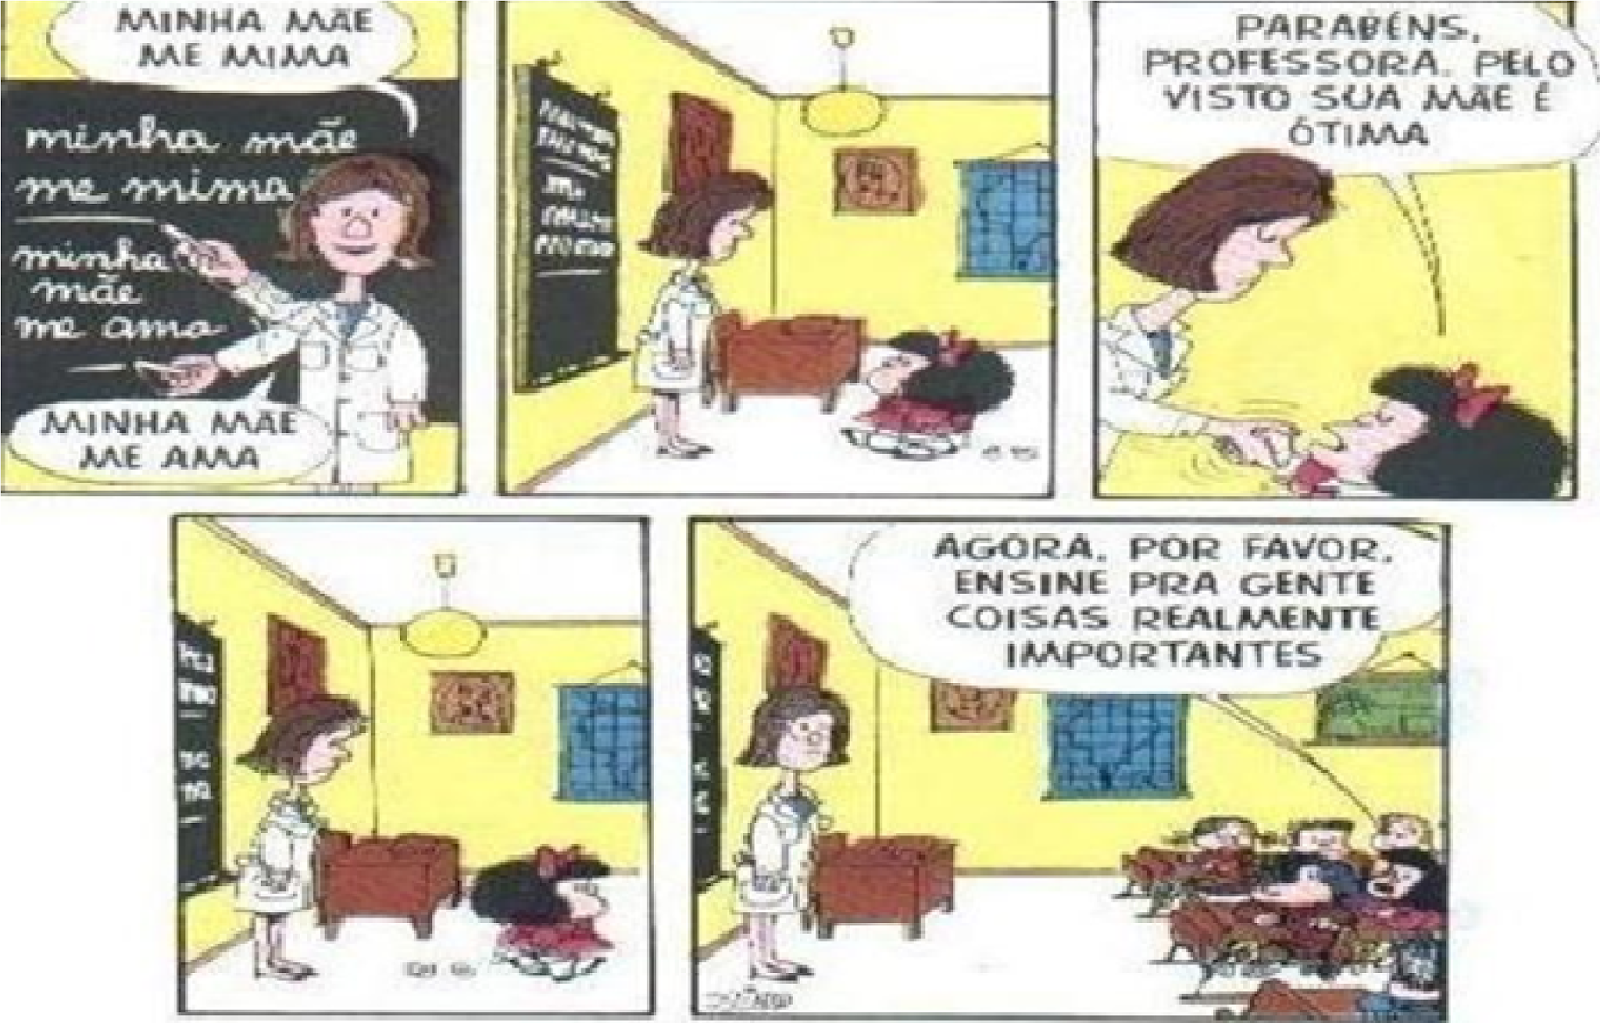 MINHA MÃE
ME MIMA
minha mãe
me mima
minha
mãe
me ama
MINHA MÃE
ME AMA
PARABÉNS,
PROFESSORA. PELO
VISTO SUA MÃE É
ÓTIMA
AGORA, POR FAVOR,
ENSINE PRA GENTE
COISAS REALMENTE
IMPORTANTES